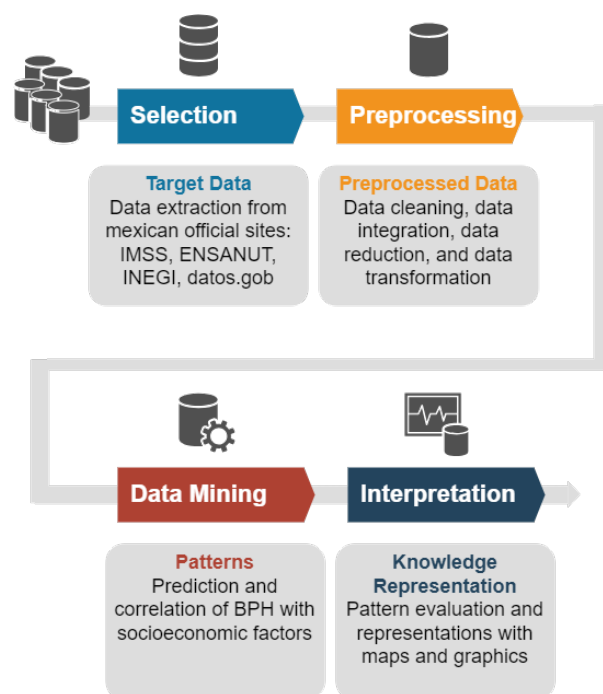 Selection
Preprocessing
Target Data
Data extraction from
mexican official sites:
IMSS, ENSANUT,
INEGI, datos.gob
Preprocessed Data
Data cleaning, data
integration, data
reduction, and data
transformation
Data Mining
Interpretation
Patterns
Prediction and
correlation of BPH with
socioeconomic factors
Knowledge
Representation
Pattern evaluation and
representations with
maps and graphics